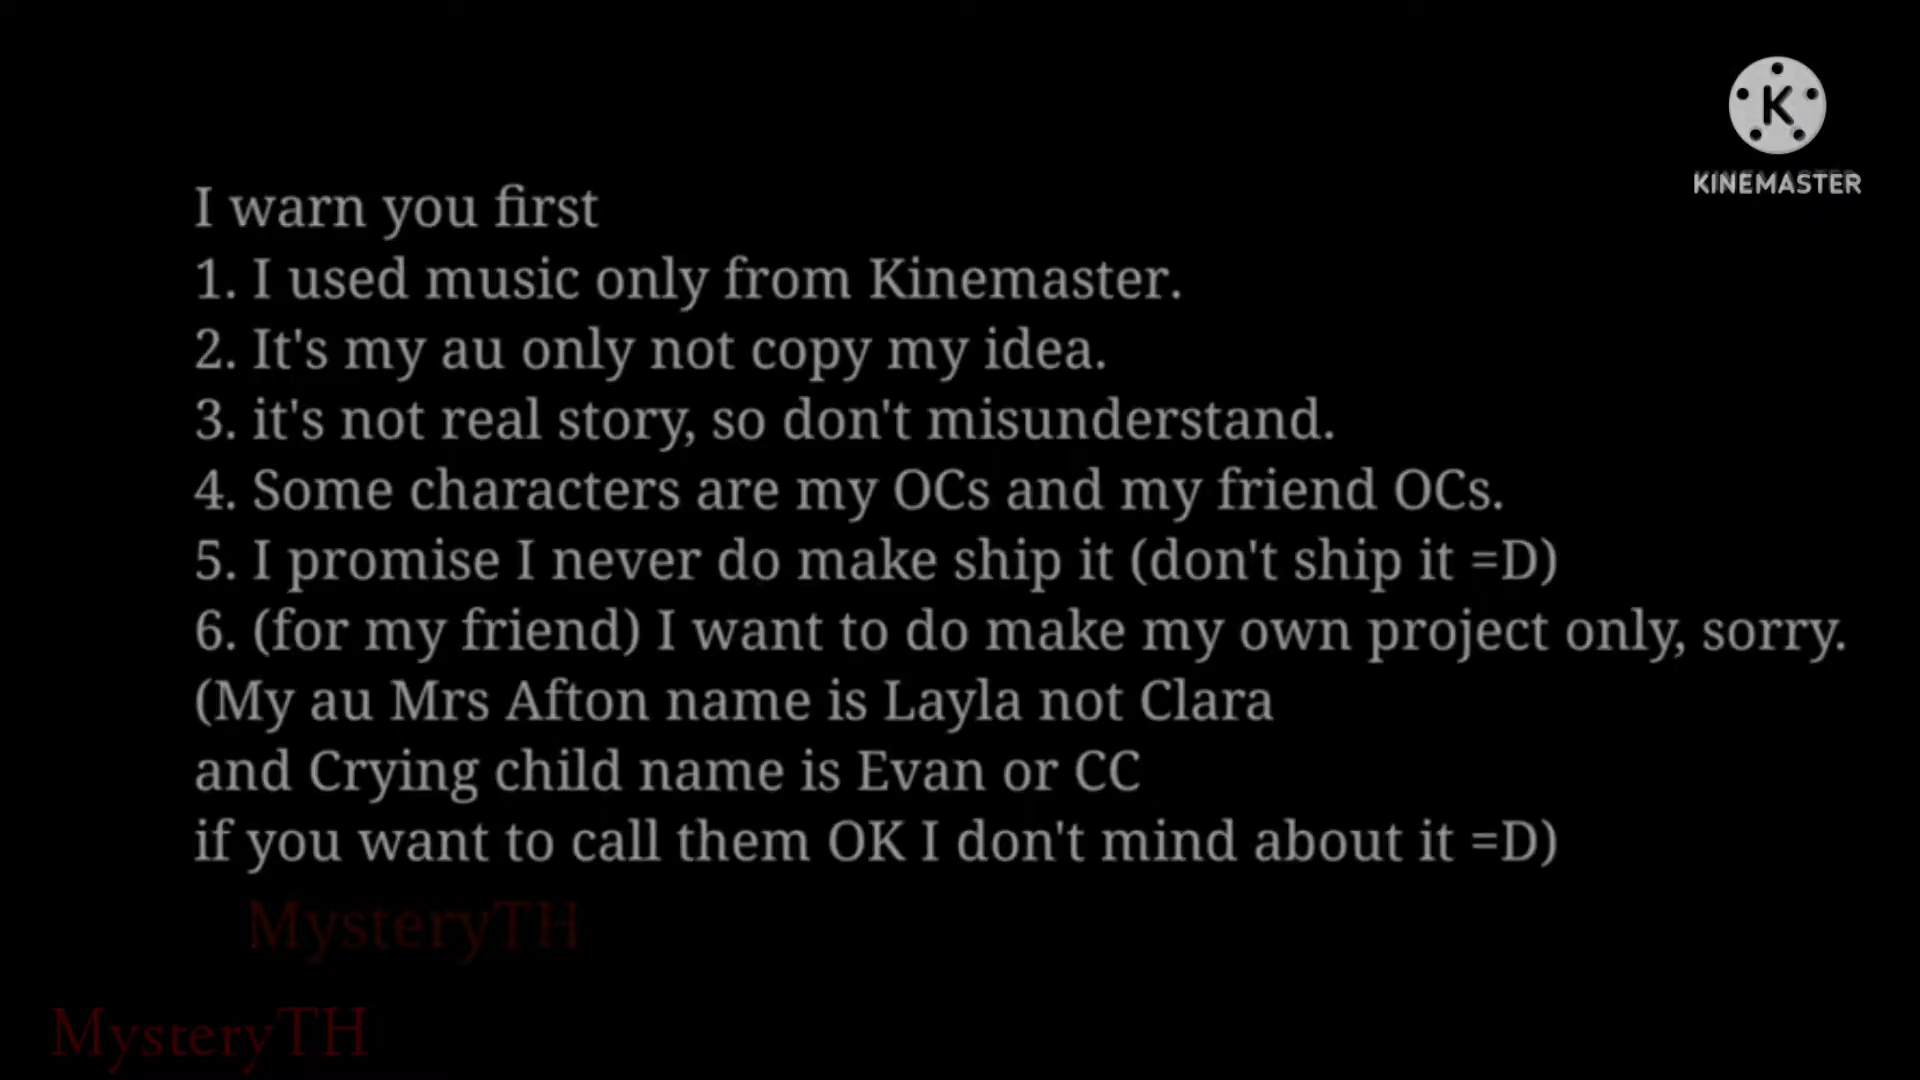 K
KINEMASTER
I warn you first
1. I used music only from Kinemaster.
2. It's my au only not copy my idea.
3. it's not real story, so don't misunderstand.
4. Some characters are my OCs and my friend OCs.
5. I promise I never do make ship it (don't ship it =D)
6. (for my friend) I want to do make my own project only, sorry.
(My au Mrs Afton name is Layla not Clara
and Crying child name is Evan or CC
if you want to call them OK I don't mind about it =D)
MysteryTH
MysteryTH